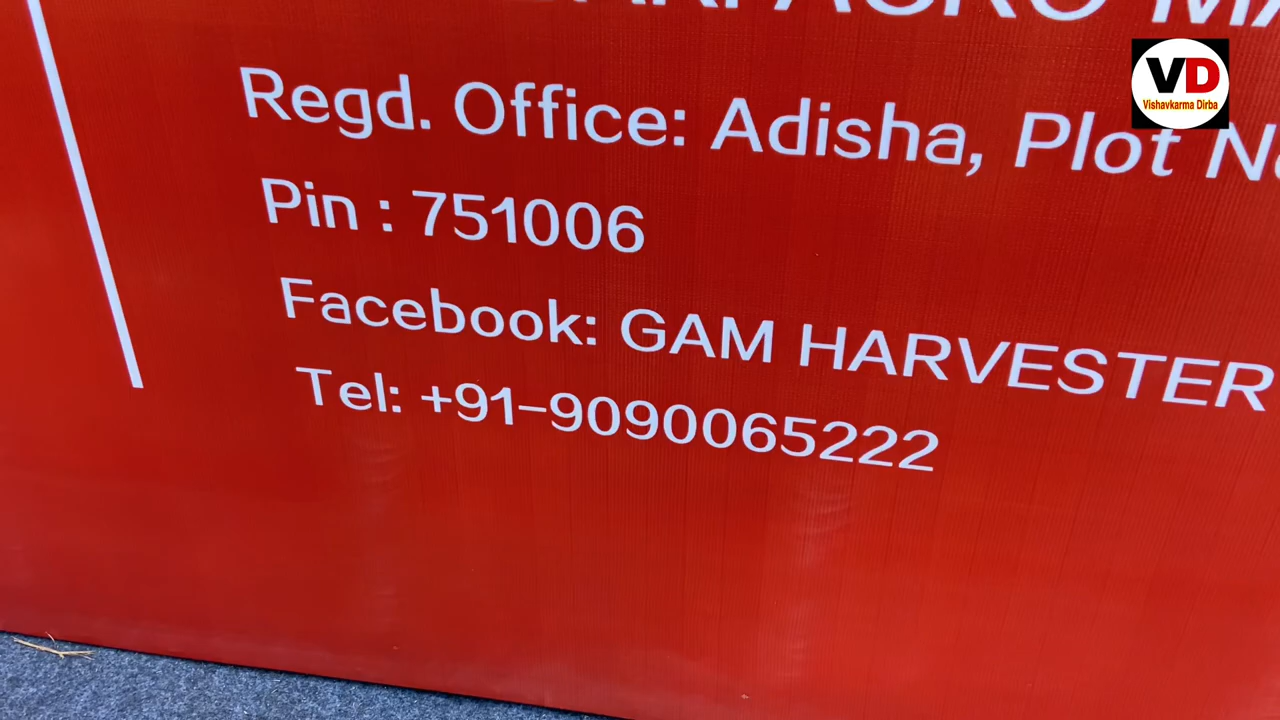 VD
Vishavkarma Dirba
Regd. Office: Adisha, Plot
Pin : 751006
Facebook: GAM HARVESTER
Tel: +91-9090065222